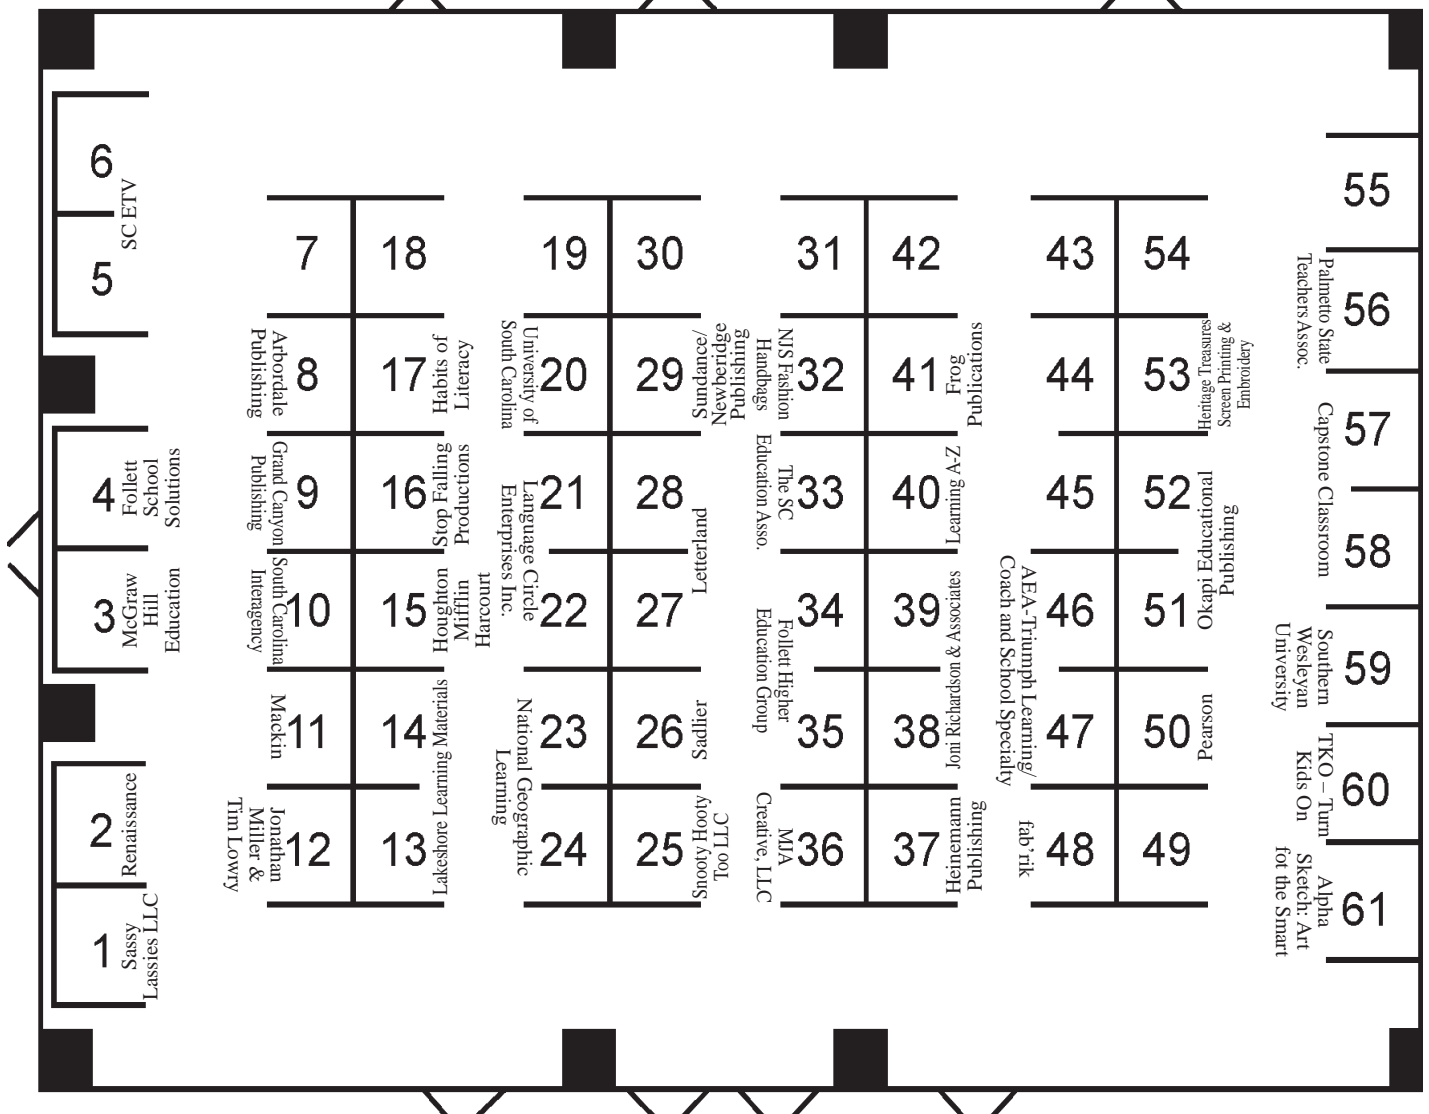 6
5
SC ETV
4
Follett
School
Solutions
3
McGraw
Hill
Education
2
Renaissance
1
Sassy
Lassies LLC
7
8
Arbordale
Publishing
9
Grand Canyon
Publishing
10
South Carolina
Interagency
11
Mackin
12
Jonathan
Miller &
Tim Lowry
18
17
Habits of
Literacy
16
Stop Falling
Productions
15
Houghton
Mifflin
Harcourt
14
13
Lakeshore Learning Materials
19
20
University of
South Carolina
21
22
Language Circle
Enterprises Inc.
23
24
National Geographic
Learning
30
29
Sundance/
Newberidge
Publishing
28
27
Letterland
26
Sadlier
25
Snooty Hooty
Too LLC
31
32
NJS Fashion
Handbags
33
The SC
Education Asso.
34
35
Follett Higher
Education Group
36
MJA
Creative, LLC
42
41
Frog
Publications
40
Learning A-Z
39
38
Joni Richardson & Associates
37
Heinemann
Publishing
43
44
45
46
47
AEA-Triumph Learning/
Coach and School Specialty
48
fab'rik
54
53
Heritage Treasures
Screen Printing &
Embroidery
52
51
Okapi Educational
Publishing
50
Pearson
49
55
56
Palmetto State
Teachers Assoc.
57
58
Capstone Classroom
59
Southern
Wesleyan
University
60
TKO – Turn
Kids On
61
Alpha
Sketch: Art
fot the Smart